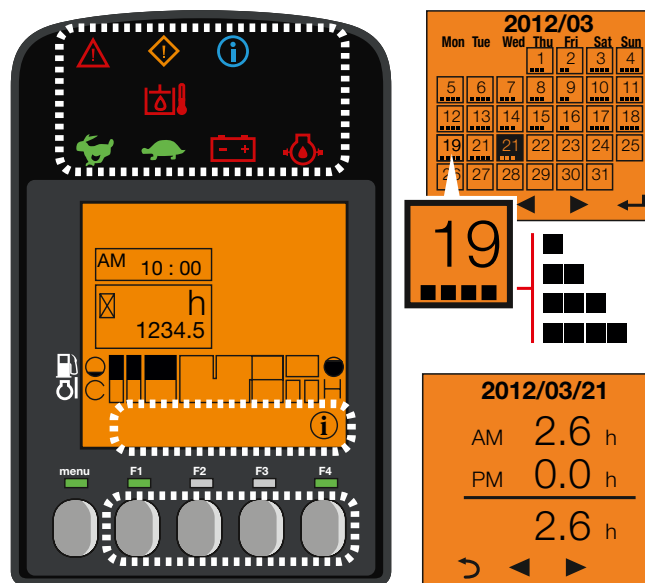 AM 10 : 00
h
1234.5
C H
i
menu F1 F2 F3 F4
2012/03
Mon Tue Wed Thu Fri Sat Sun
1 2 3 4
5 6 7 8 9 10 11
12 13 14 15 16 17 18
19 21 21 22 23 24 25
26 27 28 29 30 31
19
2012/03/21
AM 2.6 h
PM 0.0 h
2.6 h